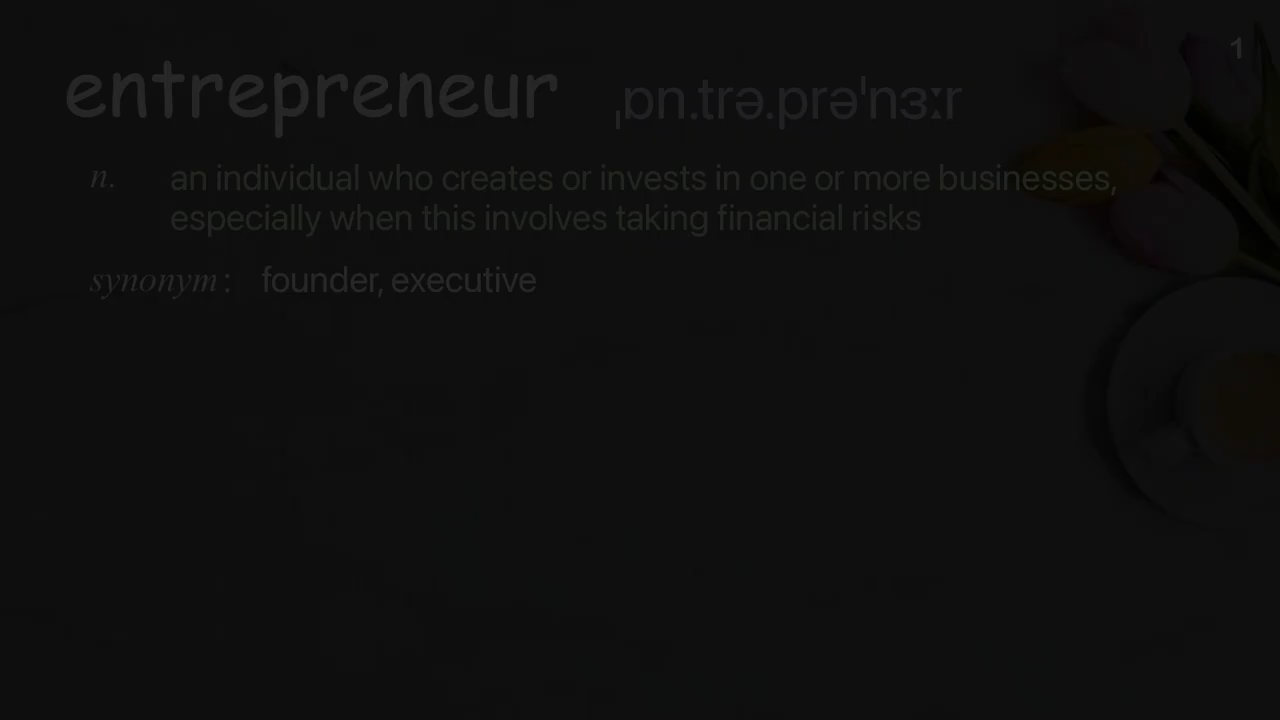 1
entrepreneur ˌɒn.trə.prəˈnɜːr
n. an individual who creates or invests in one or more businesses,
especially when this involves taking financial risks
synonym: founder, executive